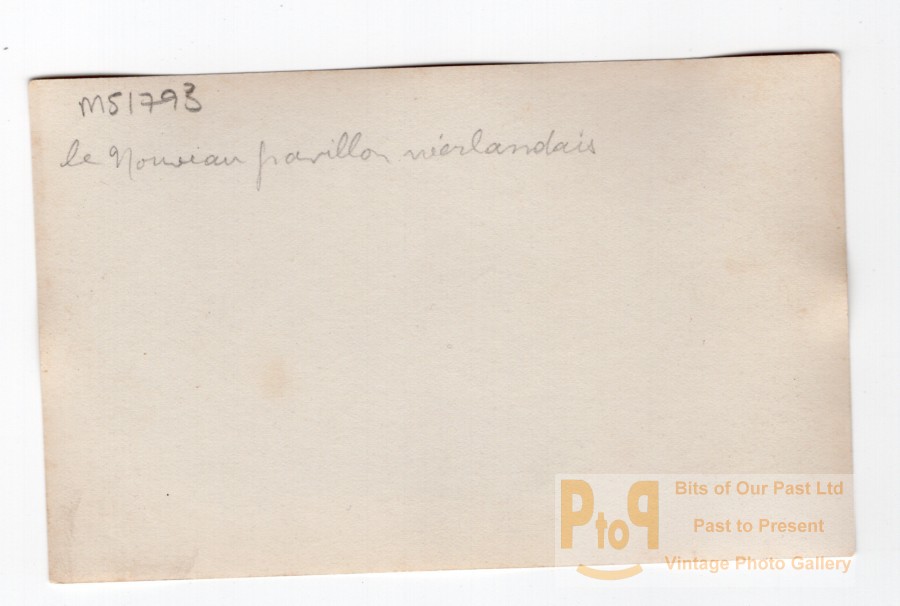 M51793
le Nouveau pavillon néerlandais
PtoP
Bits of Our Past Ltd
Past to Present
Vintage Photo Gallery